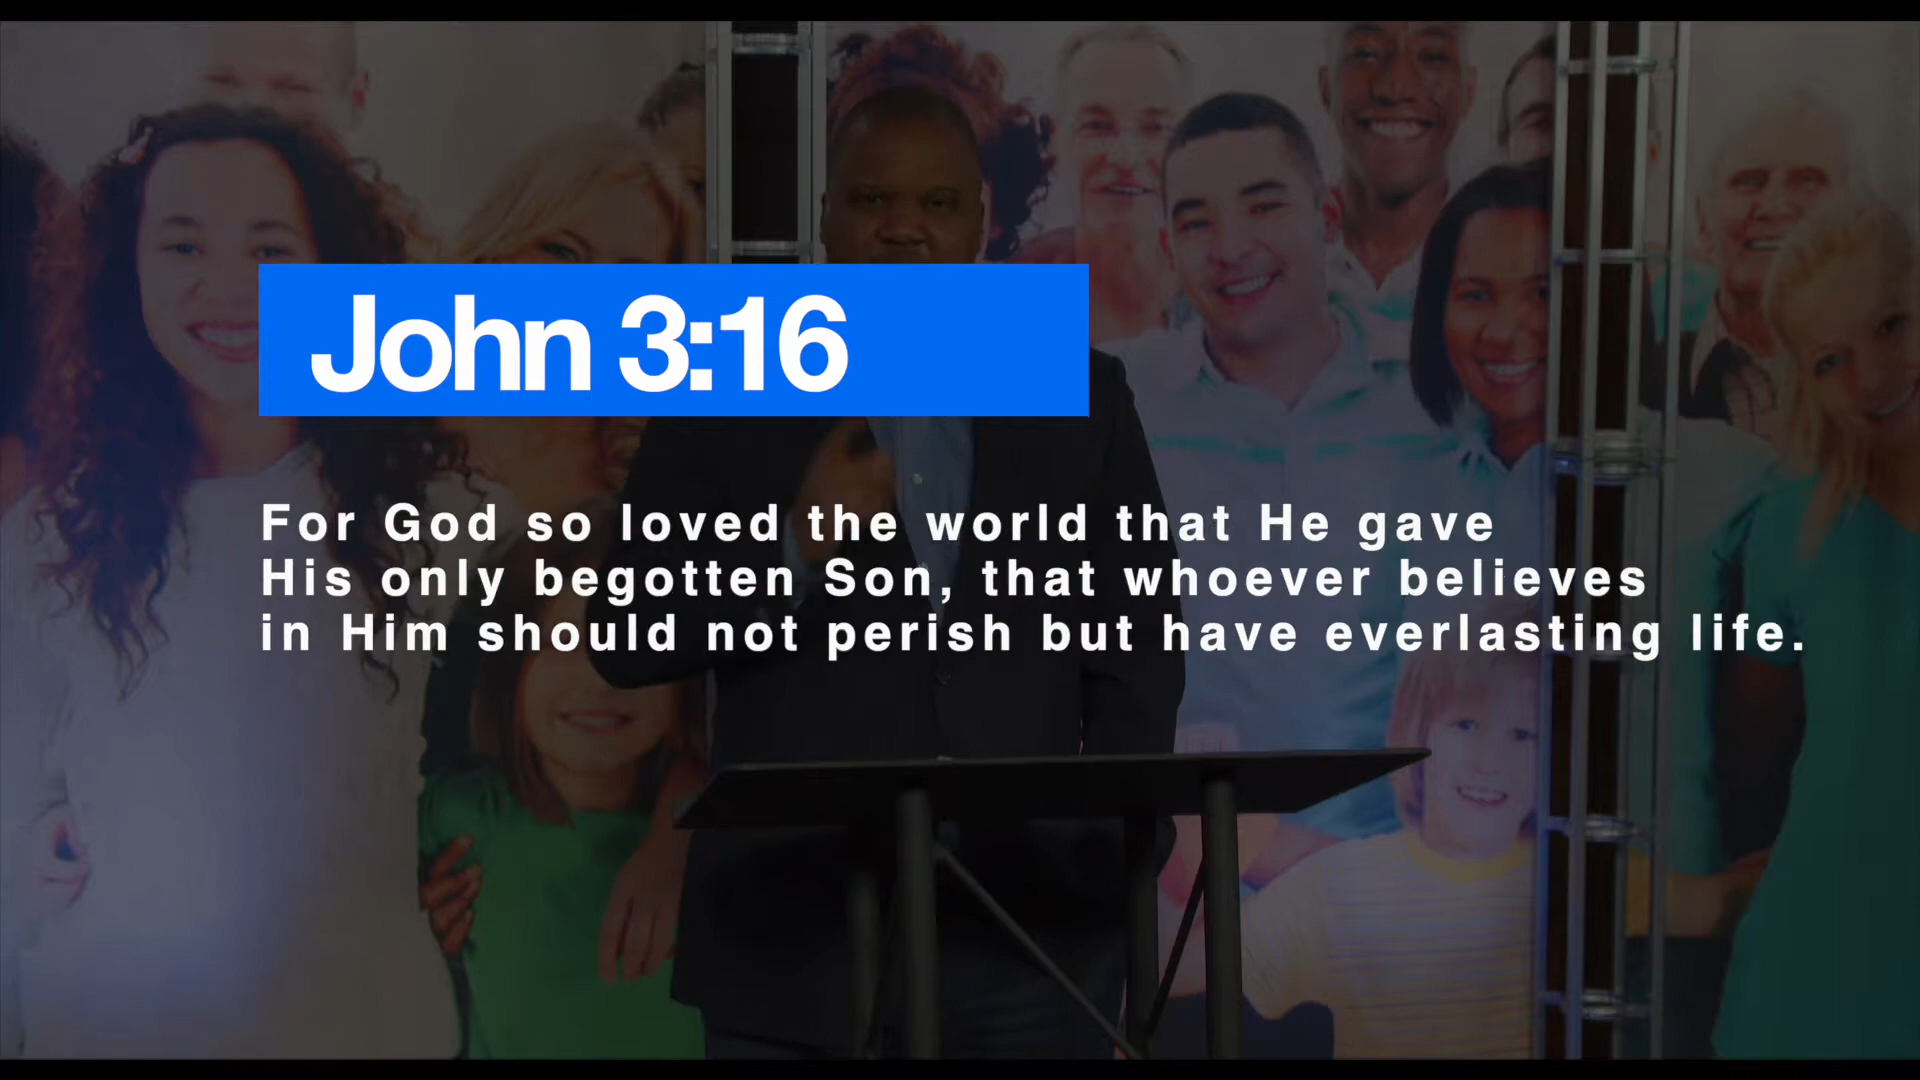 John 3:16
For God so loved the world that He gave
His only begotten Son, that whoever believes
in Him should not perish but have everlasting life.